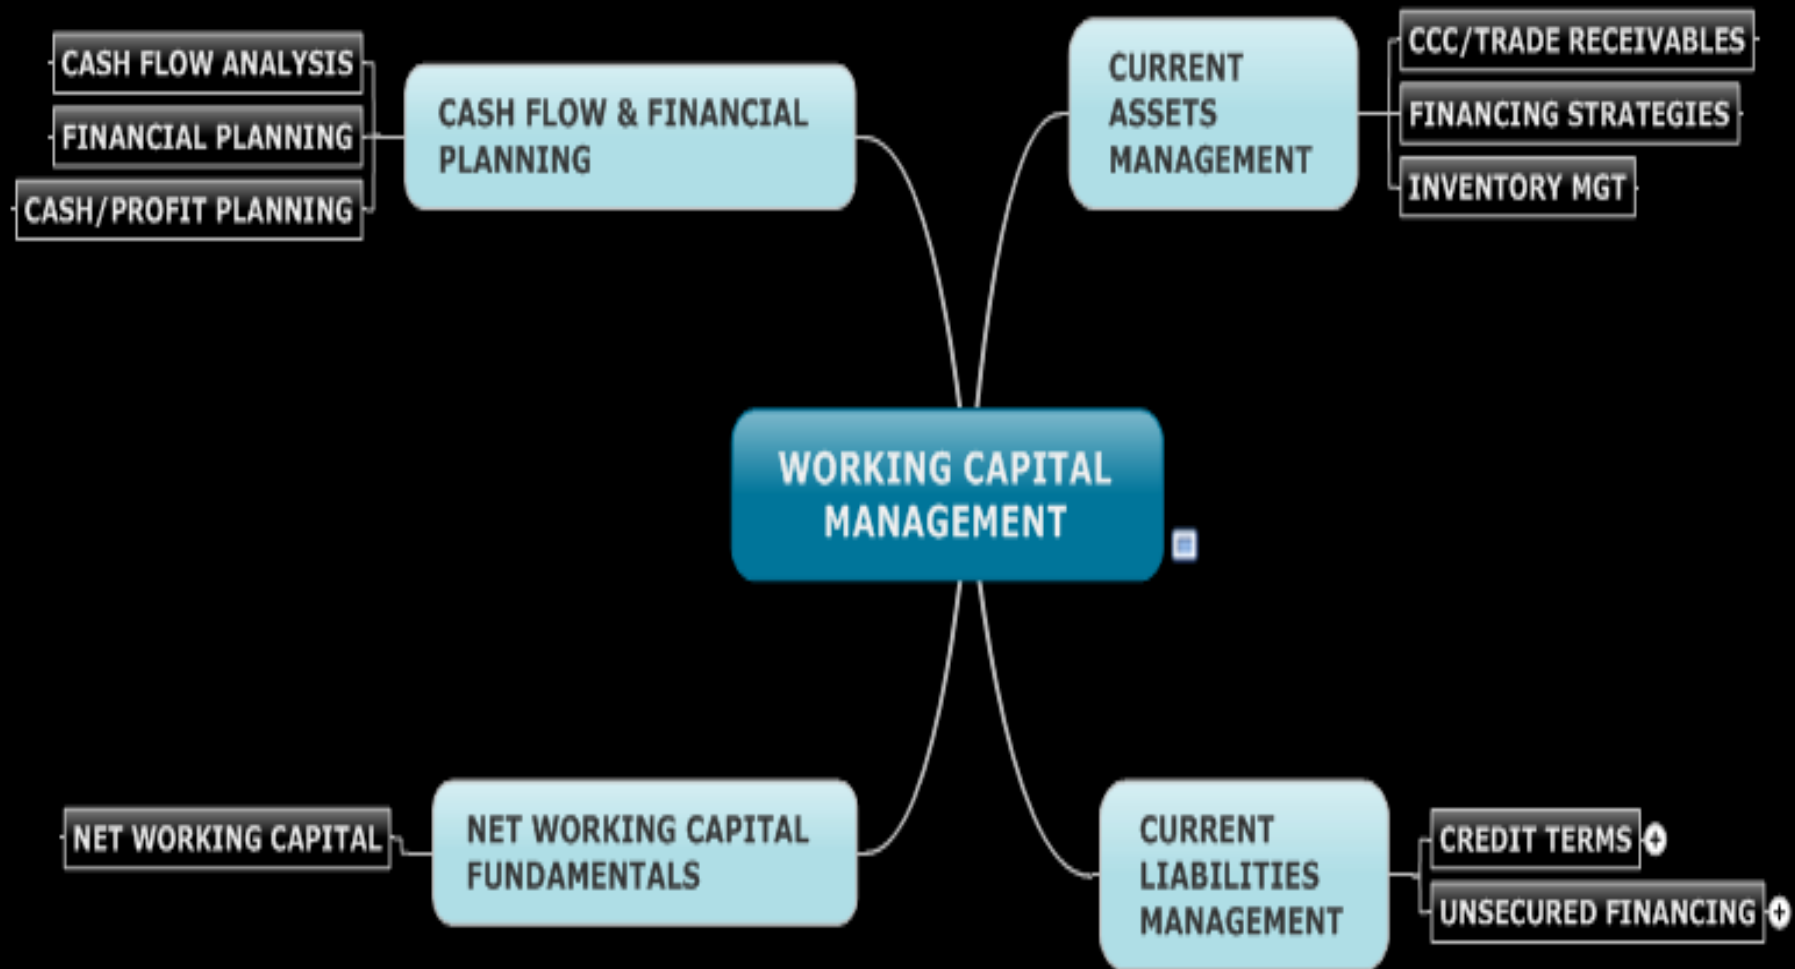 CASH FLOW ANALYSIS
FINANCIAL PLANNING
CASH/PROFIT PLANNING
CASH FLOW & FINANCIAL
PLANNING
CURRENT
ASSETS
MANAGEMENT
CCC/TRADE RECEIVABLES
FINANCING STRATEGIES
INVENTORY MGT
WORKING CAPITAL
MANAGEMENT
NET WORKING CAPITAL
NET WORKING CAPITAL
FUNDAMENTALS
CURRENT
LIABILITIES
MANAGEMENT
CREDIT TERMS
UNSECURED FINANCING